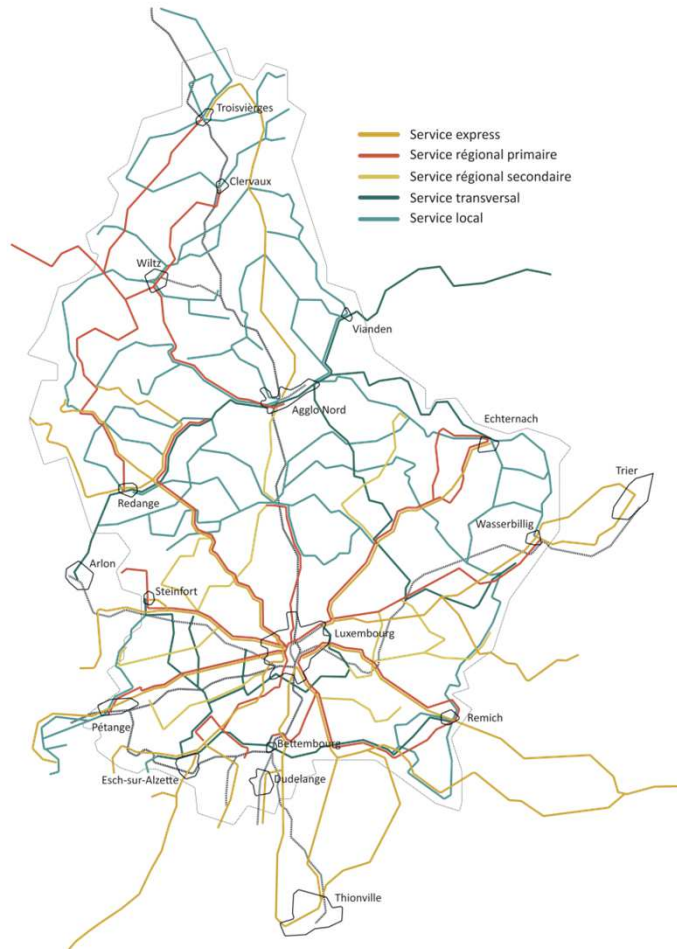 Troisvièrges
Service express
Service régional primaire
Service régional secondaire
Service transversal
Service local
Clervaux
Wiltz
Vianden
Agglo Nord
Echternach
Trier
Redange
Wasserbillig
Arlon
Steinfort
Luxembourg
Remich
Pétange
Bettembourg
Esch-sur-Alzette
Dudelange
Thionville